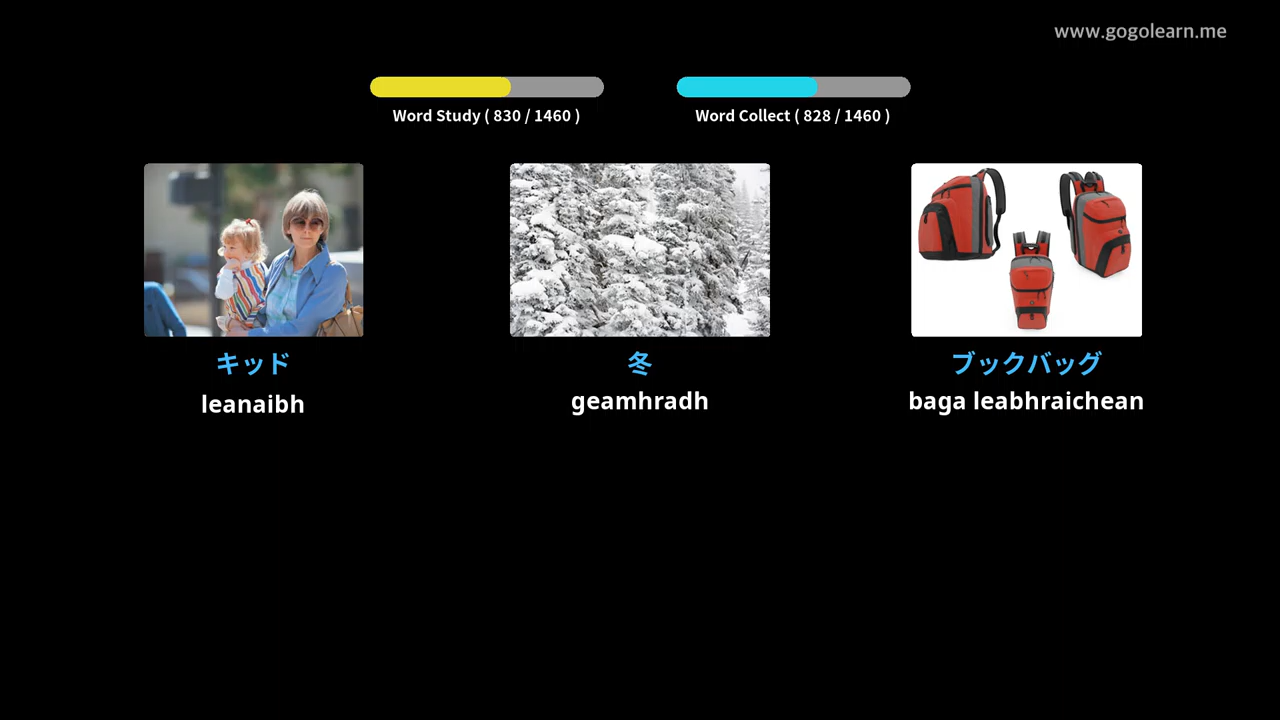 www.gogolearn.me
Word Study ( 830 / 1460 )
Word Collect ( 828 / 1460 )
キッド
冬
ブックバッグ
leanaibh
geamhradh
baga leabhraichean